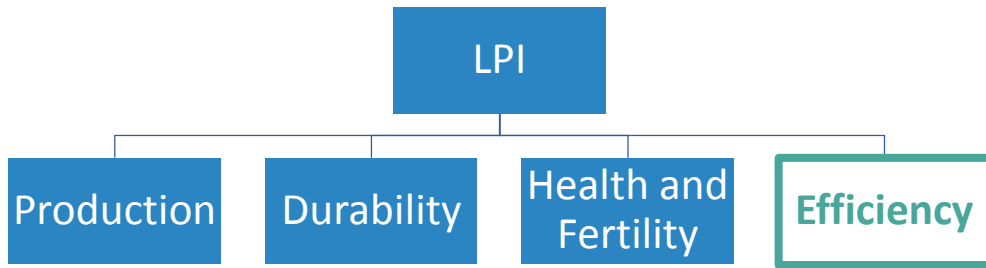 LPI
Production
Durability
Health and
Fertility
Efficiency